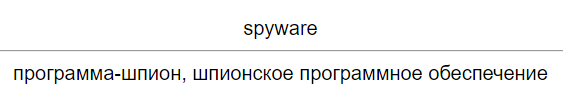 spyware
программа-шпион, шпионское программное обеспечение